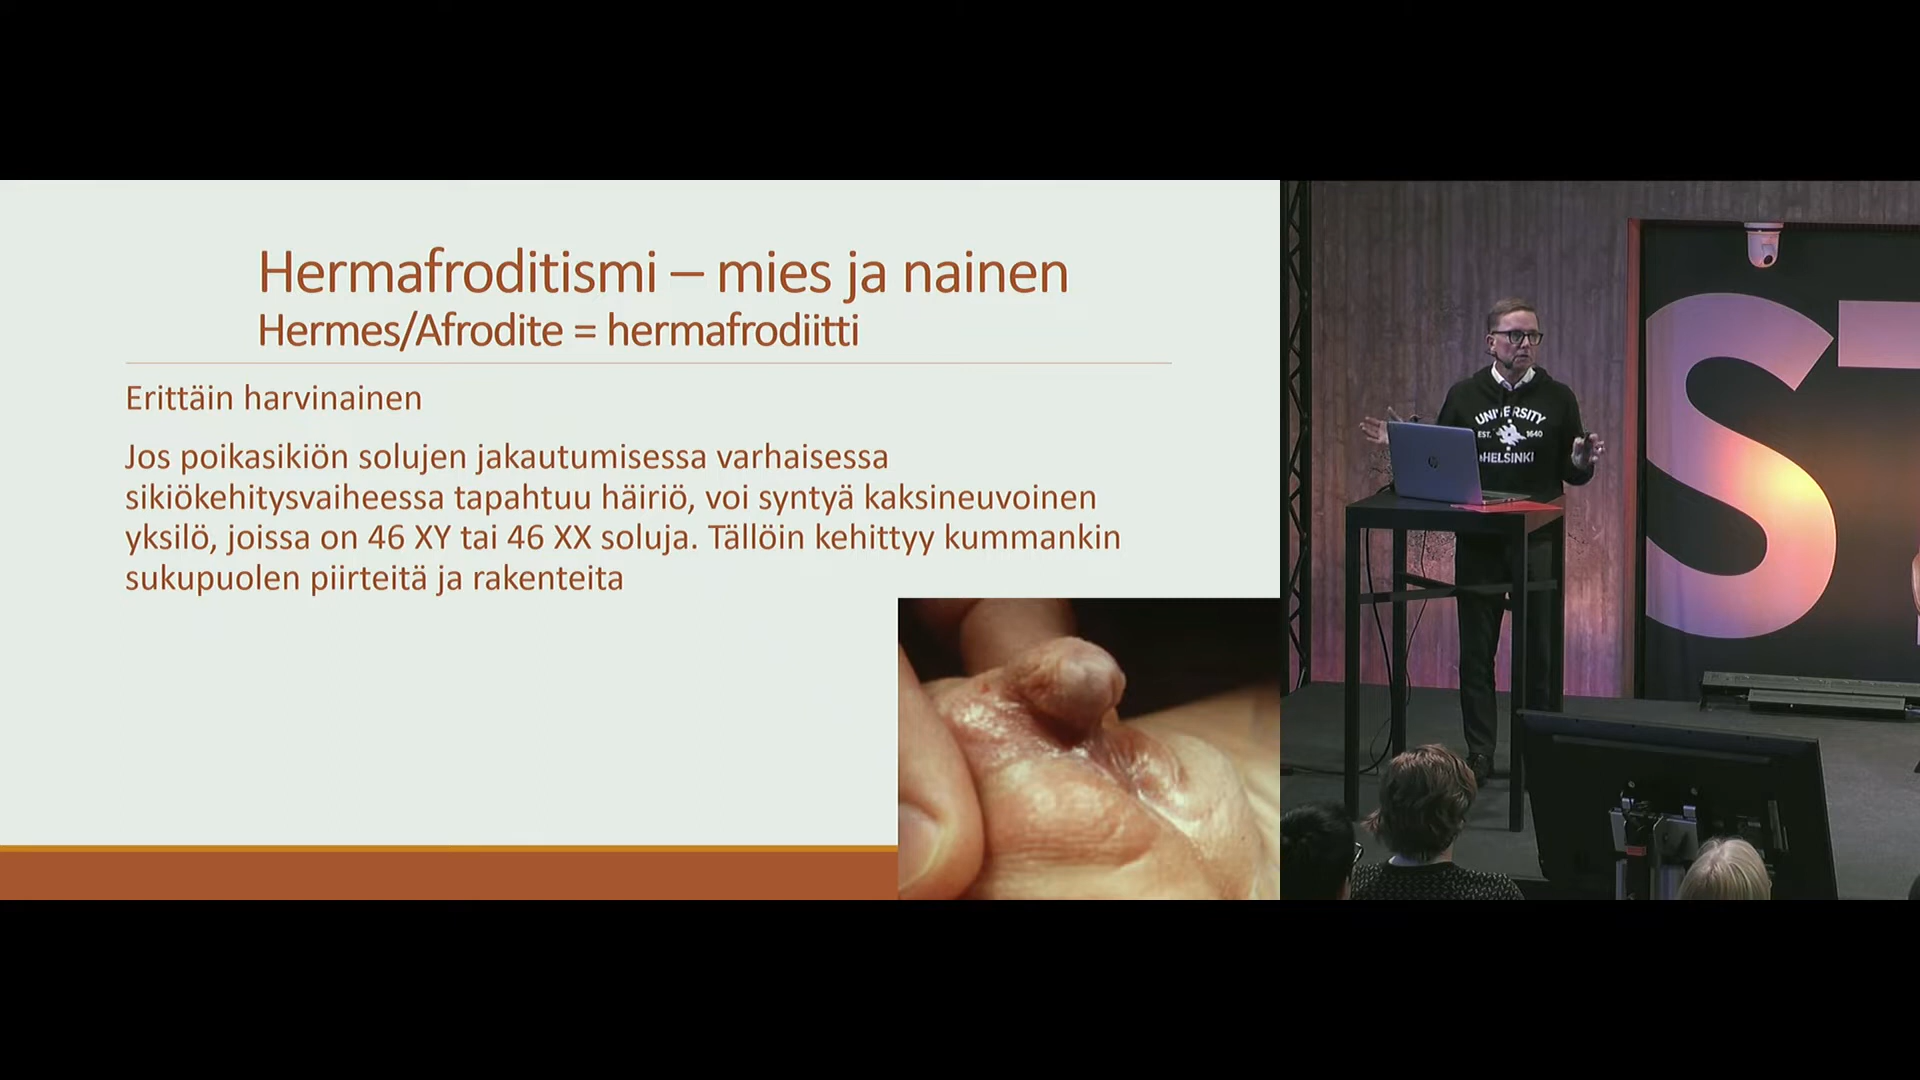 Hermafroditismi – mies ja nainen
Hermes/Afrodite = hermafrodiitti
Erittäin harvinainen
Jos poikasikiön solujen jakautumisessa varhaisessa
sikiökehitysvaiheessa tapahtuu häiriö, voi syntyä kaksineuvoinen
yksilö, joissa on 46 XY tai 46 XX soluja. Tällöin kehittyy kummankin
sukupuolen piirteitä ja rakenteita
UNIVERSITY
EST. 1640
HELSINKI
ST